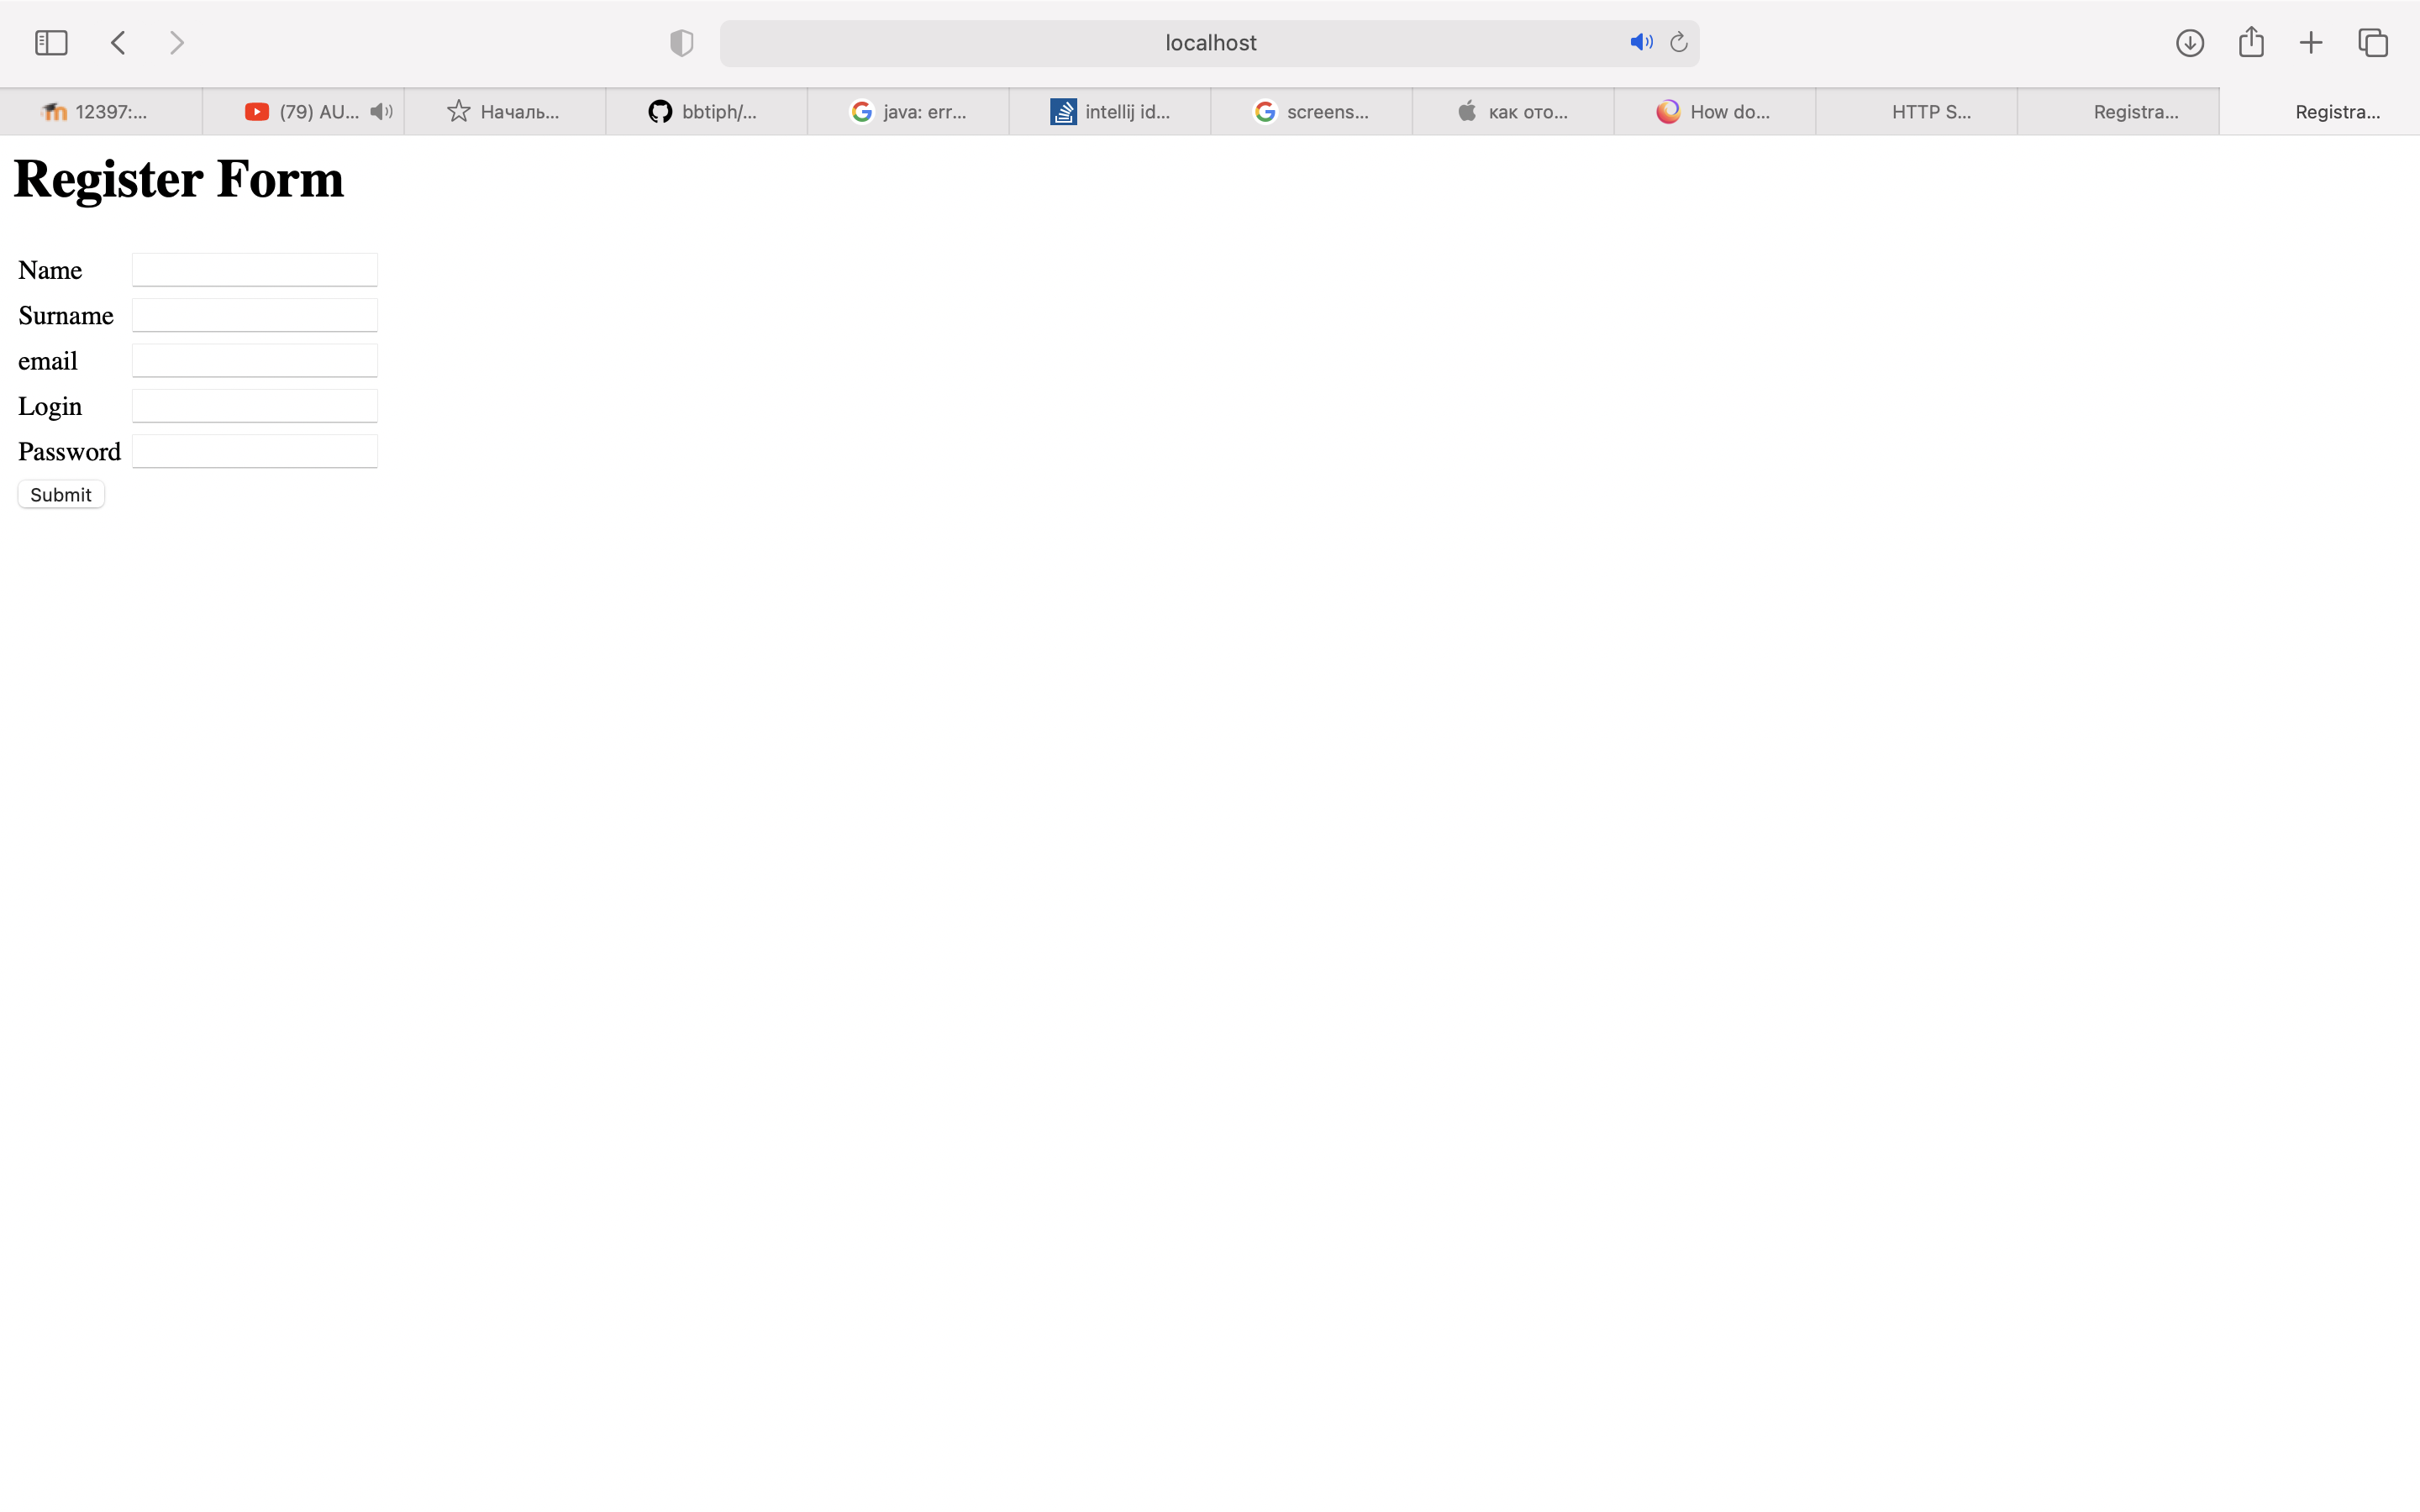 localhost
12397:... (79) AU... Началь... bbtiph/... java: err... intellij id... screens... как ото... How do... HTTP S... Registra... Registra...
Register Form
Name
Surname
email
Login
Password
Submit